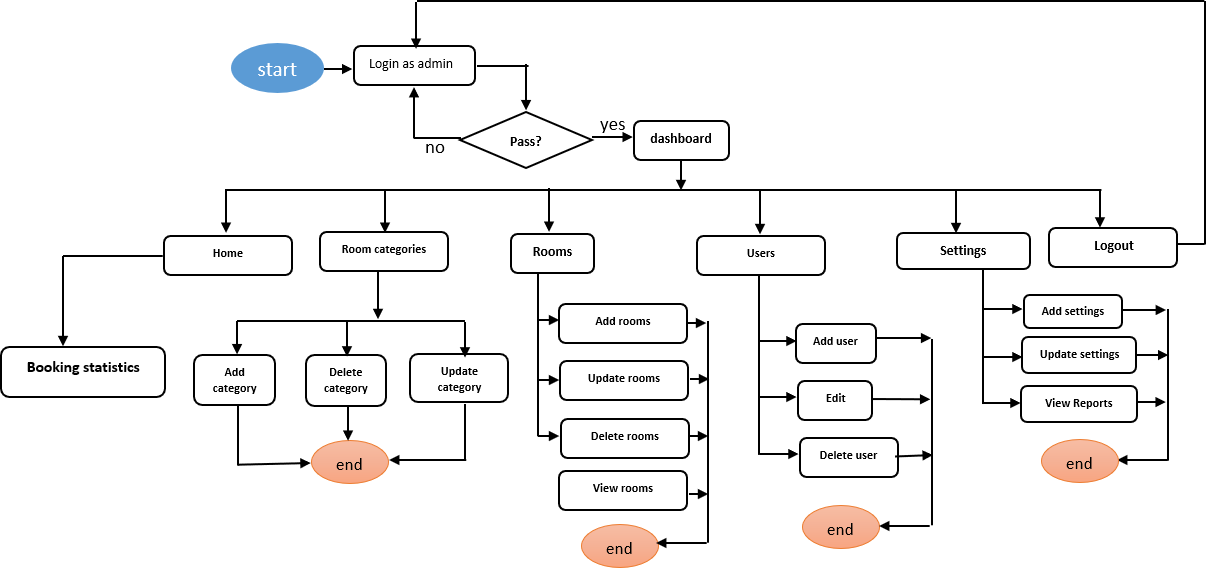 start
Login as admin
yes
no
Pass?
dashboard
Home
Room categories
Rooms
Users
Settings
Logout
Booking statistics
Add
category
Delete
category
Update
category
end
Add rooms
Update rooms
Delete rooms
View rooms
end
Add user
Edit
Delete user
end
Add settings
Update settings
View Reports
end